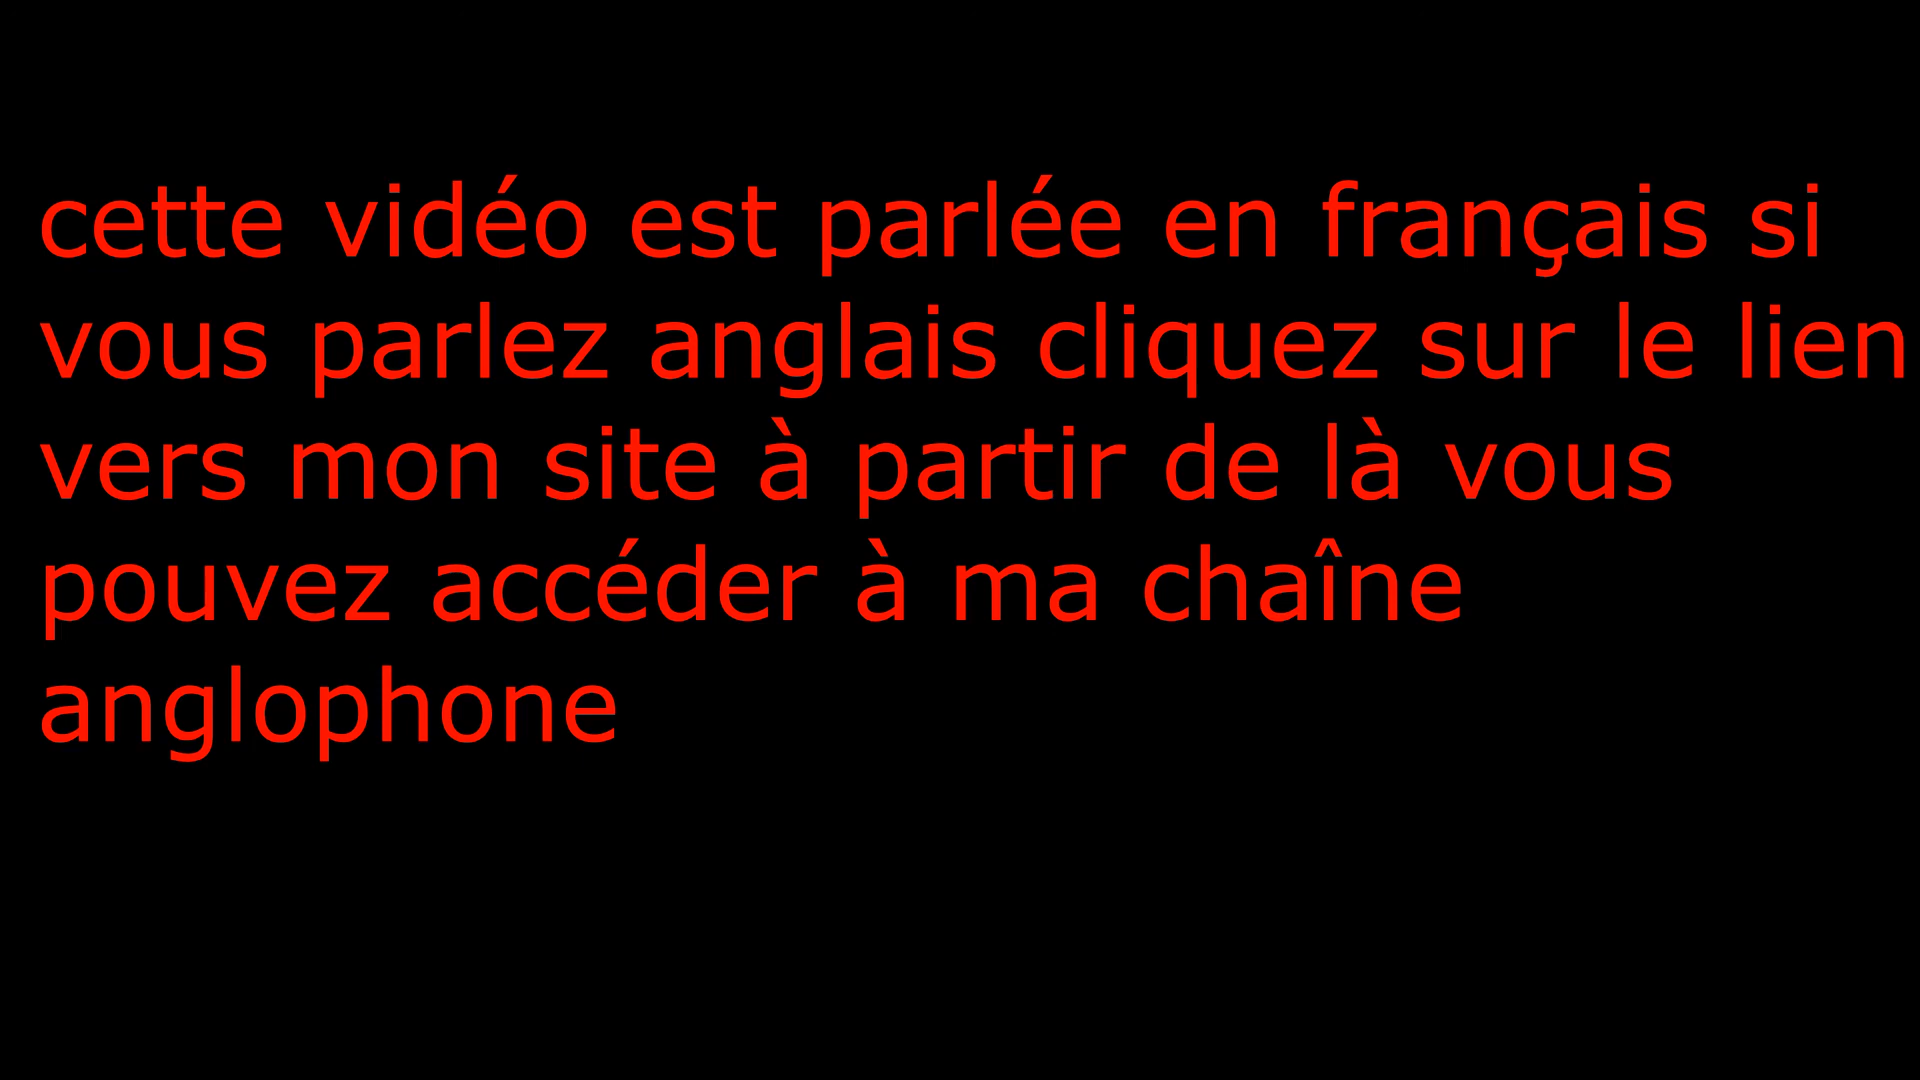 cette vidéo est parlée en français si
vous parlez anglais cliquez sur le lien
vers mon site à partir de là vous
pouvez accéder à ma chaîne
anglophone